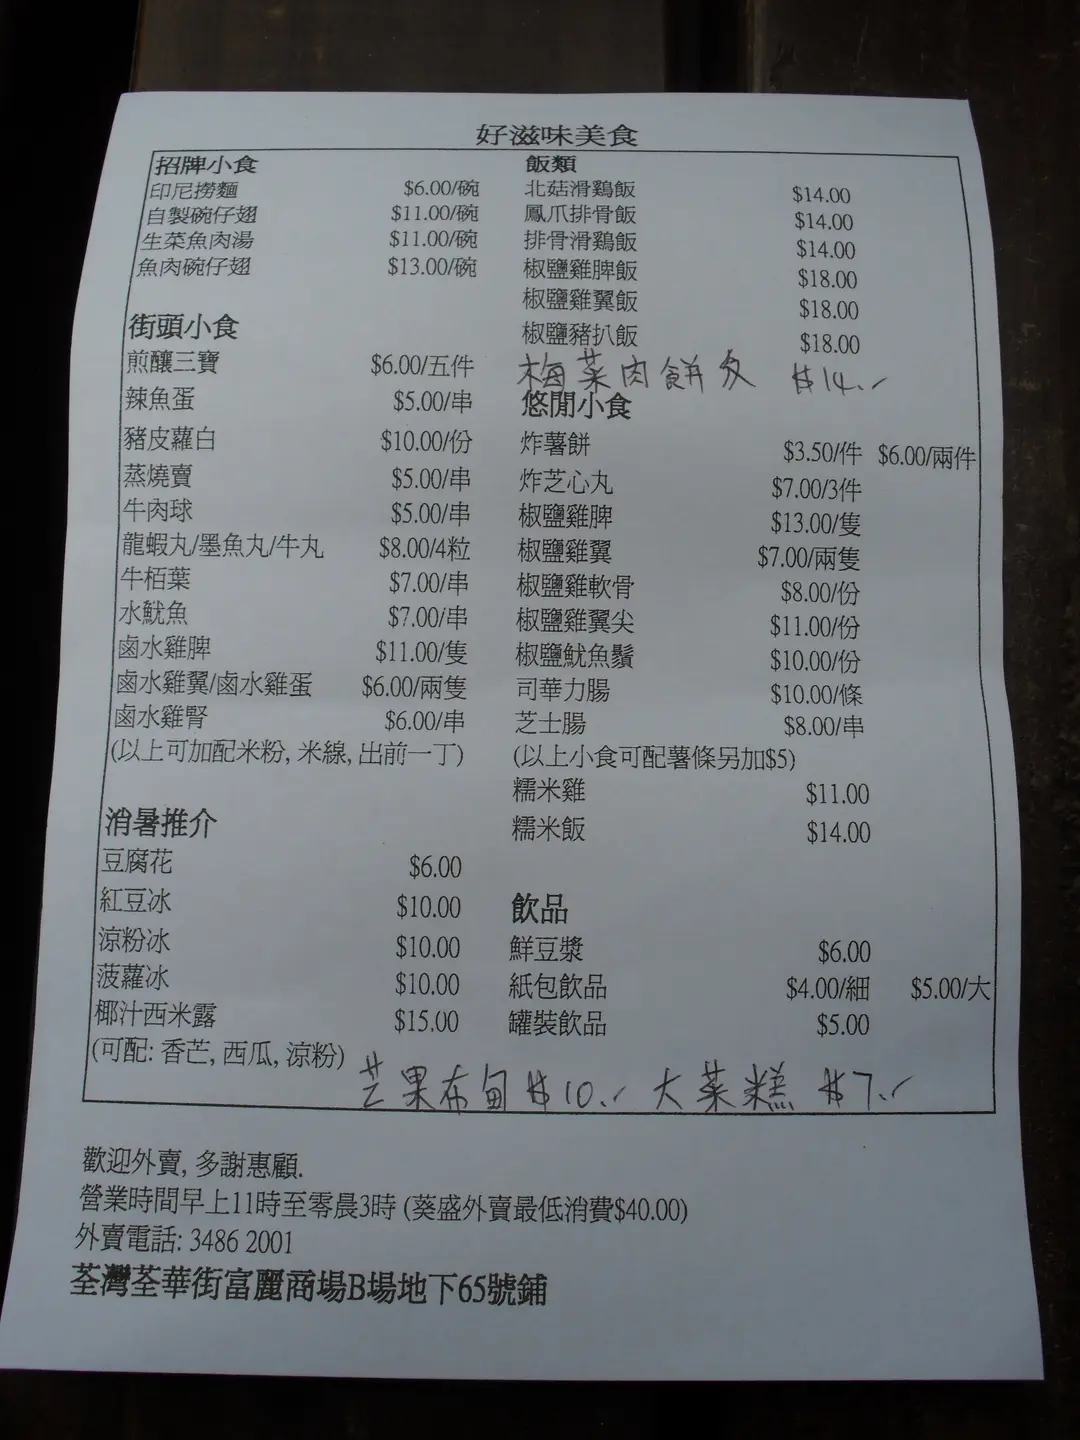 好滋味美食
招牌小食
印尼撈麵 $6.00/碗
自製碗仔翅 $11.00/碗
生菜魚肉湯 $11.00/碗
魚肉碗仔翅 $13.00/碗
街頭小食
煎釀三寶 $6.00/五件
辣魚蛋 $5.00/串
豬皮蘿白 $10.00/份
蒸燒賣 $5.00/串
牛肉球 $5.00/串
龍蝦丸/墨魚丸/牛丸 $8.00/4粒
牛栢葉 $7.00/串
水魷魚 $7.00/串
鹵水雞脾 $11.00/隻
鹵水雞翼/鹵水雞蛋 $6.00/兩隻
鹵水雞腎 $6.00/串
(以上可加配米粉, 米線, 出前一丁)
消暑推介
豆腐花 $6.00
紅豆冰 $10.00
涼粉冰 $10.00
菠蘿冰 $10.00
椰汁西米露 $15.00
(可配: 香芒, 西瓜, 涼粉)
飯類
北菇滑鷄飯 $14.00
鳳爪排骨飯 $14.00
排骨滑鷄飯 $14.00
椒鹽雞脾飯 $18.00
椒鹽雞翼飯 $18.00
椒鹽豬扒飯 $18.00
梅菜肉餅反 $14.-
悠閒小食
炸薯餅 $3.50/件 $6.00/兩件
炸芝心丸 $7.00/3件
椒鹽雞脾 $13.00/隻
椒鹽雞翼 $7.00/兩隻
椒鹽雞軟骨 $8.00/份
椒鹽雞翼尖 $11.00/份
椒鹽魷魚鬚 $10.00/份
司華力腸 $10.00/條
芝士腸 $8.00/串
(以上小食可配薯條另加$5)
糯米雞 $11.00
糯米飯 $14.00
飲品
鮮豆漿 $6.00
紙包飲品 $4.00/細 $5.00/大
罐裝飲品 $5.00
芒果布甸 $10.- 大菜糕 $7.-
歡迎外賣, 多謝惠顧.
營業時間早上11時至零晨3時 (葵盛外賣最低消費$40.00)
外賣電話: 3486 2001
荃灣荃華街富麗商場B場地下65號鋪